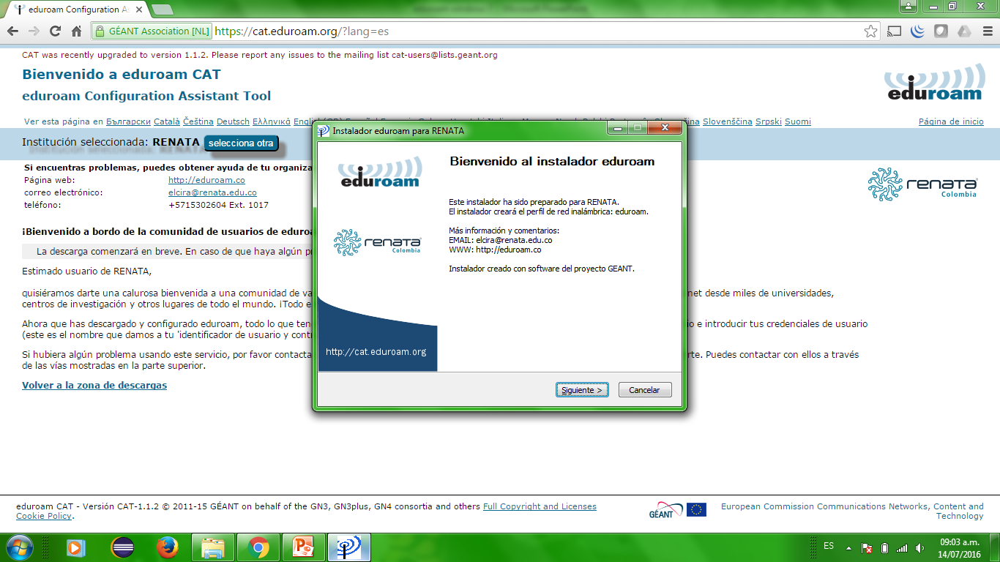 eduroam Configuration A
GÉANT Association [NL] https://cat.eduroam.org/?lang=es
CAT was recently upgraded to version 1.1.2. Please report any issues to the mailing list cat-users@lists.geant.org
Bienvenido a eduroam CAT
eduroam Configuration Assistant Tool
eduroam
Ver esta página en Български Català Čeština Deutsch Ελληνικά Slovenščina Srpski Suomi Página de inicio
Institución seleccionada: RENATA selecciona otra
Si encuentras problemas, puedes obtener ayuda de tu organiza
Página web: http://eduroam.co
correo electrónico: elcira@renata.edu.co
teléfono: +5715302604 Ext. 1017
renata
Colombia
¡Bienvenido a bordo de la comunidad de usuarios de eduroa
La descarga comenzará en breve. En caso de que haya algún pr
Estimado usuario de RENATA,
quisiéramos darte una calurosa bienvenida a una comunidad de va net desde miles de universidades,
centros de investigación y otros lugares de todo el mundo. ¡Todo e
Ahora que has descargado y configurado eduroam, todo lo que ten o e introducir tus credenciales de usuario
(este es el nombre que damos a tu 'identificador de usuario y cont
Si hubiera algún problema usando este servicio, por favor contacta rte. Puedes contactar con ellos a través
de las vías mostradas en la parte superior.
Volver a la zona de descargas
Instalador eduroam para RENATA
eduroam
renata
Colombia
http://cat.eduroam.org
Bienvenido al instalador eduroam
Este instalador ha sido preparado para RENATA.
El instalador creará el perfil de red inalámbrica: eduroam.
Más información y comentarios:
EMAIL: elcira@renata.edu.co
WWW: http://eduroam.co
Instalador creado con software del proyecto GEANT.
Siguiente > Cancelar
eduroam CAT - Versión CAT-1.1.2 © 2011-15 GÉANT on behalf of the GN3, GN3plus, GN4 consortia and others Full Copyright and Licenses
Cookie Policy.
GÉANT
European Commission Communications Networks, Content and
Technology
ES
09:03 a.m.
14/07/2016